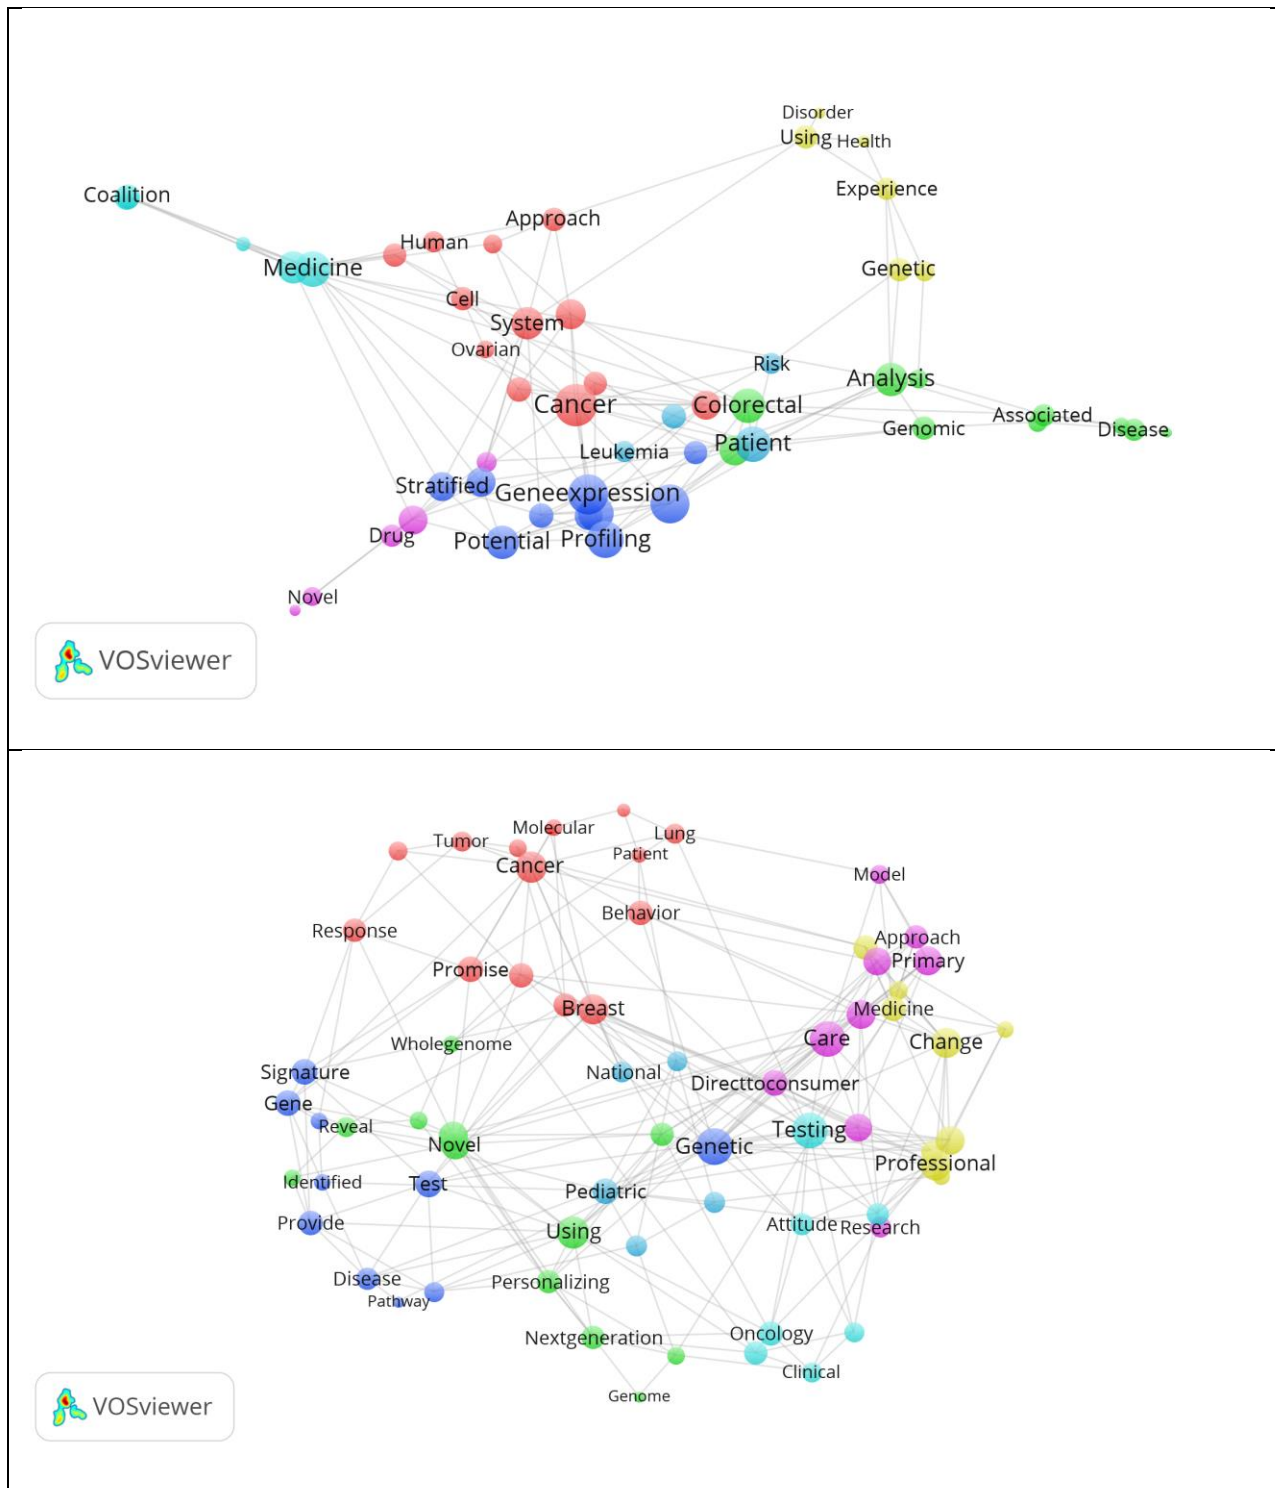 Disorder
Using Health
Coalition
Experience
Approach
Human
Medicine
Genetic
Cell
System
Ovarian
Risk
Analysis
Cancer
Colorectal
Associated
Genomic
Disease
Patient
Leukemia
Stratified
Geneexpression
Drug
Potential
Profiling
Novel
VOSviewer
Molecular
Tumor
Lung
Patient
Cancer
Model
Behavior
Response
Approach
Promise
Primary
Breast
Medicine
Care
Change
Wholegenome
Signature
National
Directtoconsumer
Gene
Reveal
Testing
Novel
Genetic
Professional
Identified
Test
Pediatric
Provide
Attitude
Research
Using
Disease
Personalizing
Pathway
Nextgeneration
Oncology
Clinical
Genome
VOSviewer